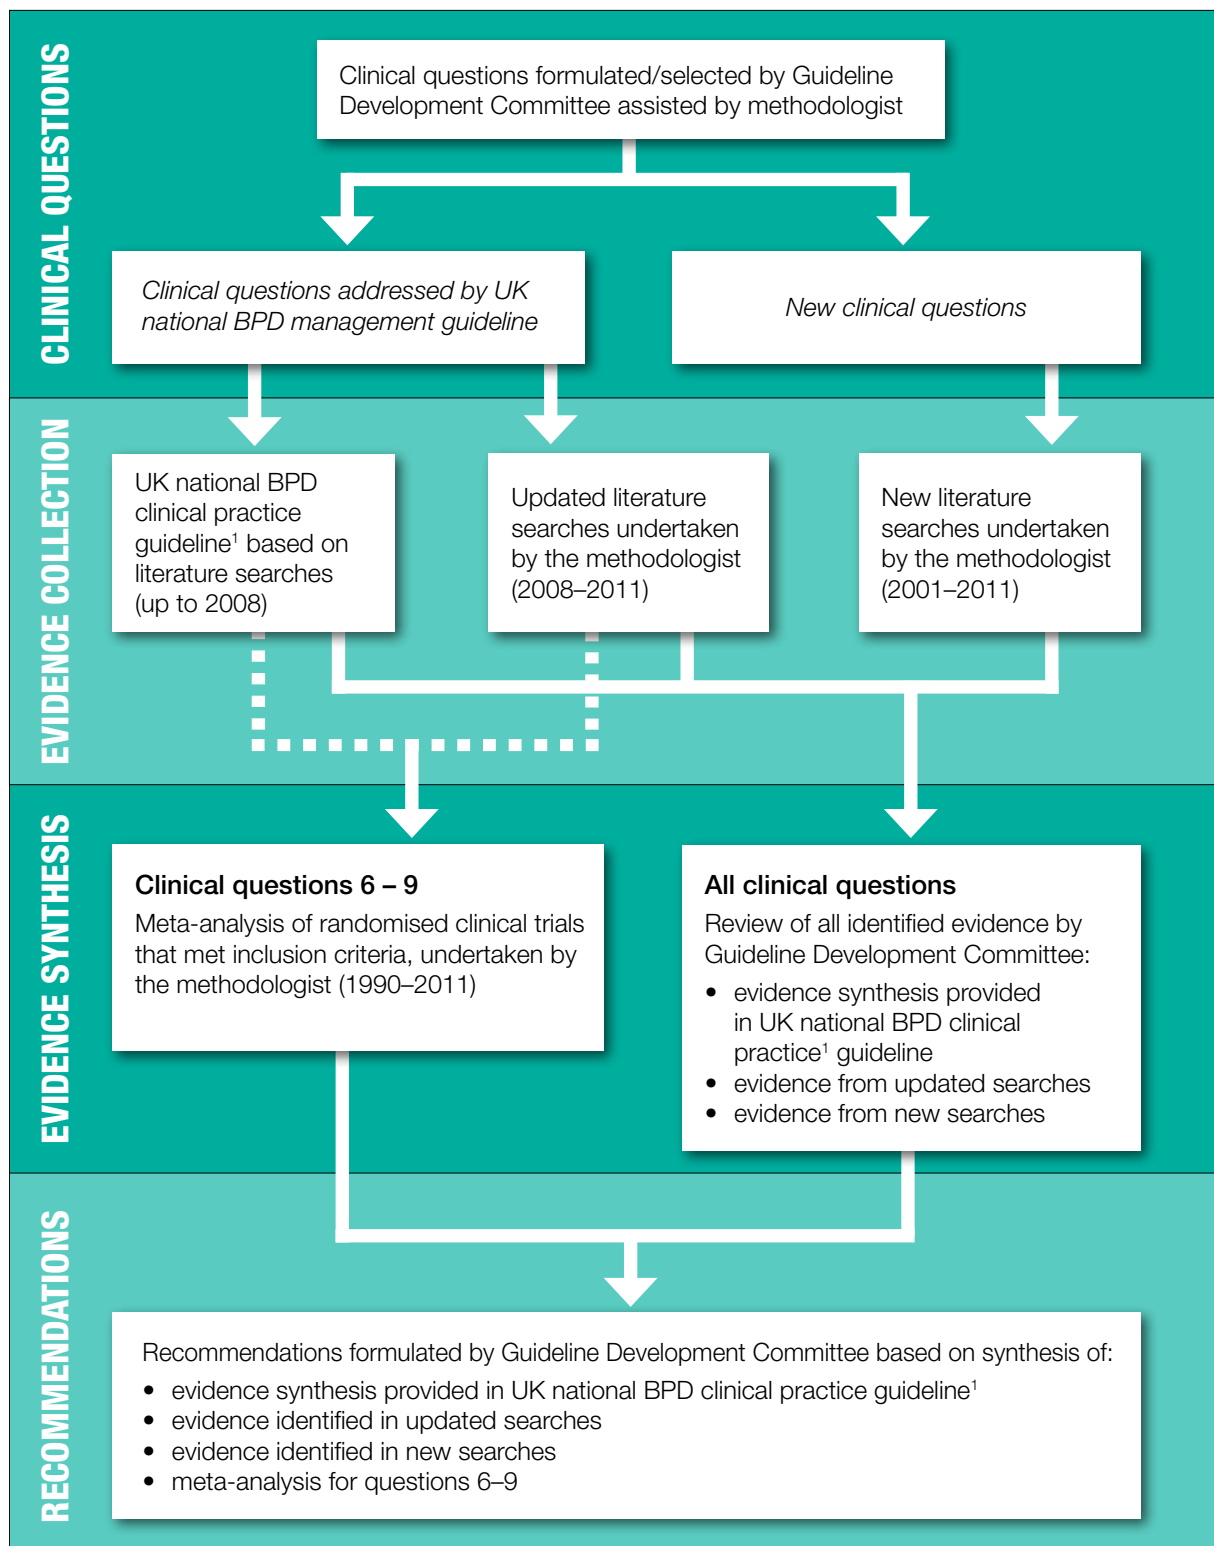 CLINICAL QUESTIONS
Clinical questions formulated/selected by Guideline
Development Committee assisted by methodologist
Clinical questions addressed by UK
national BPD management guideline
New clinical questions
EVIDENCE COLLECTION
UK national BPD
clinical practice
guideline¹ based on
literature searches
(up to 2008)
Updated literature
searches undertaken
by the methodologist
(2008–2011)
New literature
searches undertaken
by the methodologist
(2001–2011)
EVIDENCE SYNTHESIS
Clinical questions 6 – 9
Meta-analysis of randomised clinical trials
that met inclusion criteria, undertaken by
the methodologist (1990–2011)
All clinical questions
Review of all identified evidence by
Guideline Development Committee:
• evidence synthesis provided
in UK national BPD clinical
practice¹ guideline
• evidence from updated searches
• evidence from new searches
RECOMMENDATIONS
Recommendations formulated by Guideline Development Committee based on synthesis of:
• evidence synthesis provided in UK national BPD clinical practice guideline¹
• evidence identified in updated searches
• evidence identified in new searches
• meta-analysis for questions 6–9